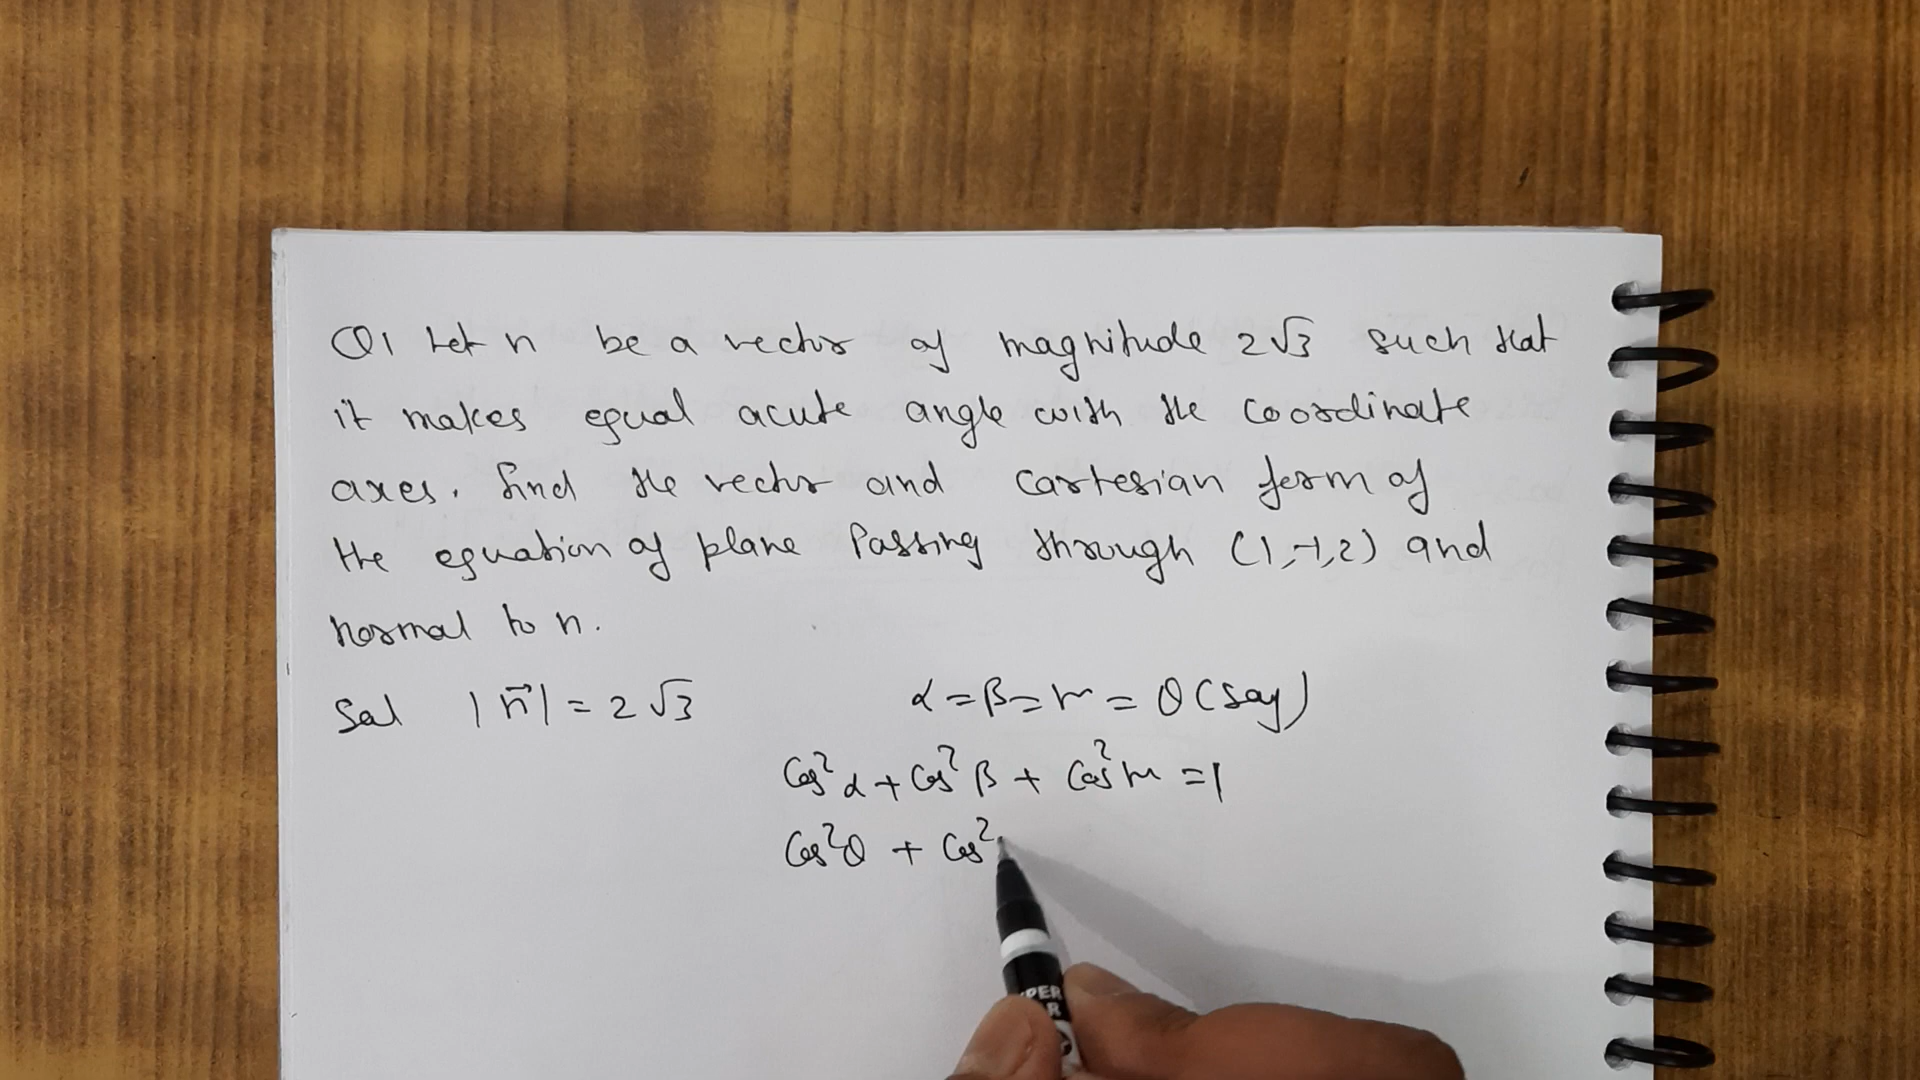 Q1 Let n be a vector of magnitude 2√3 such that
it makes equal acute angle with the coordinate
axes. find the vector and Cartesian form of
the equation of plane Passing through (1,-1,2) and
normal to n.
Sol |n⃗| = 2√3 α = β = r = θ (say)
Cos²α + Cos²β + Cos²r = 1
Cos²θ + Cos²
PER
R